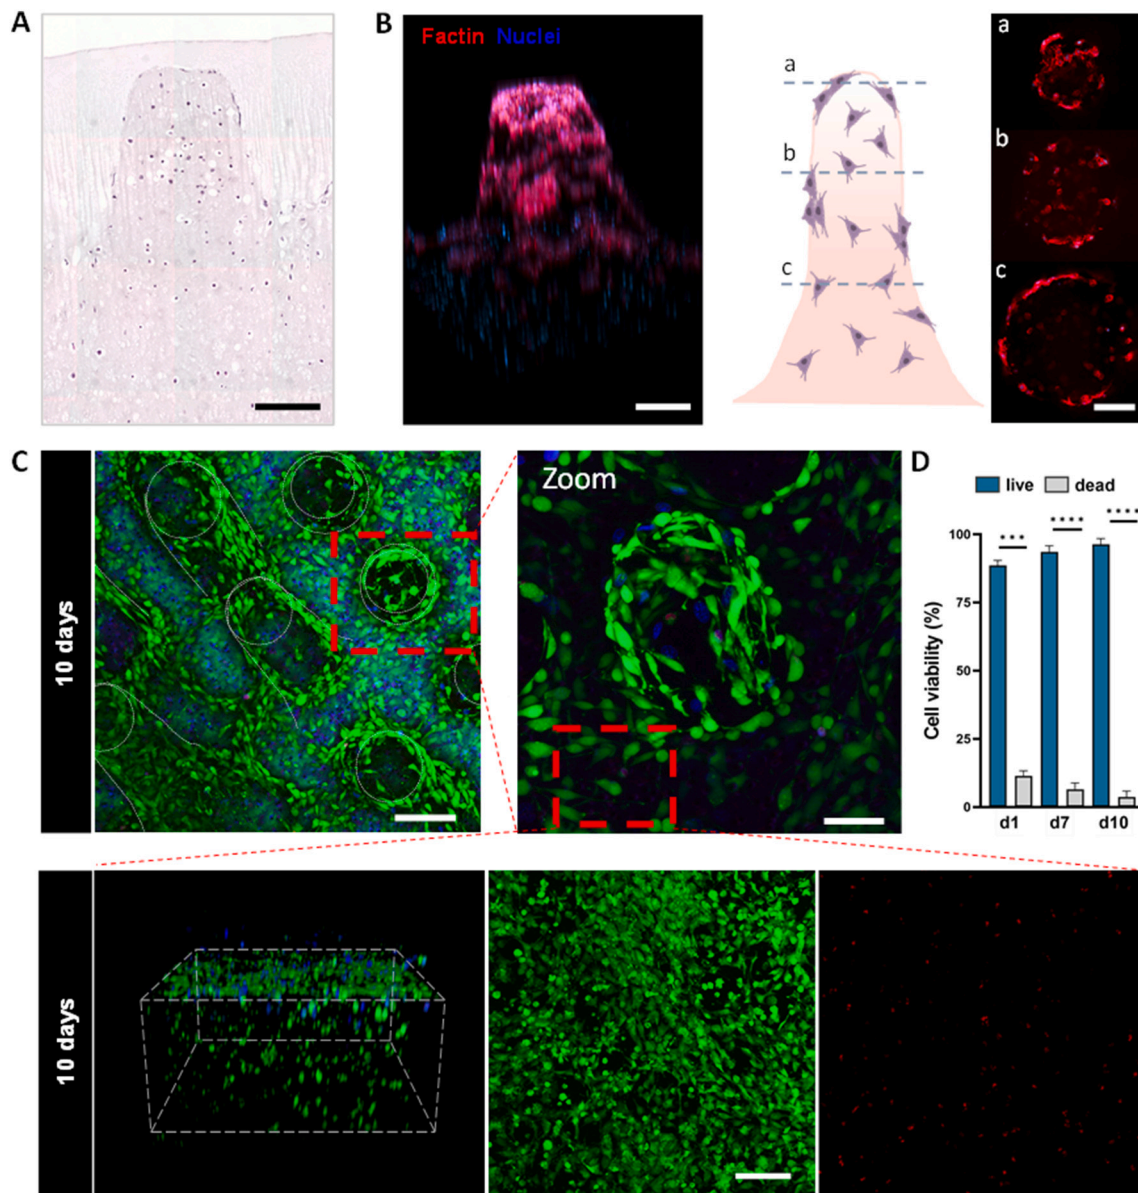 A
B
Factin Nuclei
a
b
c
a
b
c
C
10 days
Zoom
D
live dead
*** **** ****
100
75
50
25
0
Cell viability (%)
d1 d7 d10
10 days